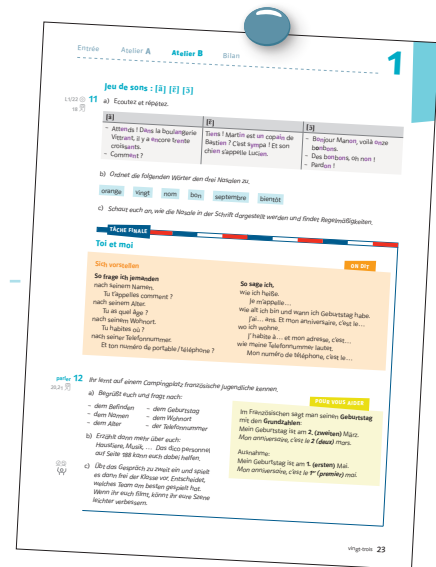 Entrée Atelier A Atelier B Bilan
1
Jeu de sons : [ã] [ɛ̃] [ɔ̃]
11 a) Ecoutez et répétez.
[ã] [ɛ̃] [ɔ̃]
– Attends ! Dans la boulangerie
Vittrant, il y a encore trente
croissants.
– Comment ?
Tiens ! Martin est un copain de
Bastien ? C'est sympa ! Et son
chien s'appelle Lucien.
– Bonjour Manon, voilà onze
bonbons.
– Des bonbons, oh non !
– Pardon !
b) Ordnet die folgenden Wörter den drei Nasalen zu.
orange vingt nom bon septembre bientôt
c) Schaut euch an, wie die Nasale in der Schrift dargestellt werden und findet Regelmäßigkeiten.
TÂCHE FINALE
Toi et moi
ON DIT
Sich vorstellen
So frage ich jemanden
nach seinem Namen.
Tu t'appelles comment ?
nach seinem Alter.
Tu as quel âge ?
nach seinem Wohnort.
Tu habites où ?
nach seiner Telefonnummer.
Et ton numéro de portable / téléphone ?
So sage ich,
wie ich heiße.
Je m'appelle…
wie alt ich bin und wann ich Geburtstag habe.
J'ai… ans. Et mon anniversaire, c'est le…
wo ich wohne.
J' habite à… et mon adresse, c'est…
wie meine Telefonnummer lautet.
Mon numéro de téléphone, c'est le…
parler 12 Ihr lernt auf einem Campingplatz französische Jugendliche kennen.
a) Begrüßt euch und fragt nach:
– dem Befinden – dem Geburtstag
– dem Namen – dem Wohnort
– dem Alter – der Telefonnummer
b) Erzählt dann mehr über euch:
Haustiere, Musik, … Das dico personnel
auf Seite 188 kann euch dabei helfen.
c) Übt das Gespräch zu zweit ein und spielt
es dann frei der Klasse vor. Entscheidet,
welches Team am besten gespielt hat.
Wenn ihr euch filmt, könnt ihr eure Szene
leichter verbessern.
POUR VOUS AIDER
Im Französischen sagt man seinen Geburtstag
mit den Grundzahlen:
Mein Geburtstag ist am 2. (zweiten) März.
Mon anniversaire, c'est le 2 (deux) mars.
Ausnahme:
Mein Geburtstag ist am 1. (ersten) Mai.
Mon anniversaire, c'est le 1er (premier) mai.
vingt-trois 23